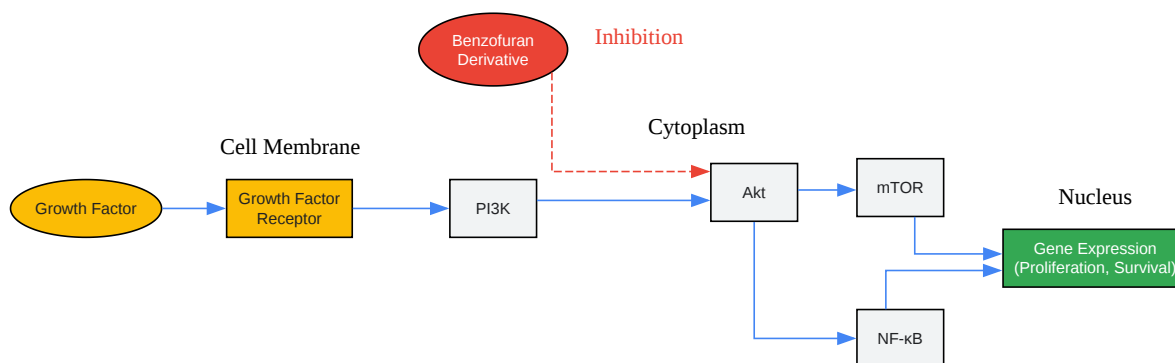 Benzofuran
Derivative
Inhibition
Cell Membrane
Cytoplasm
Growth Factor
Growth Factor
Receptor
PI3K
Akt
mTOR
Nucleus
Gene Expression
(Proliferation, Survival)
NF-κB